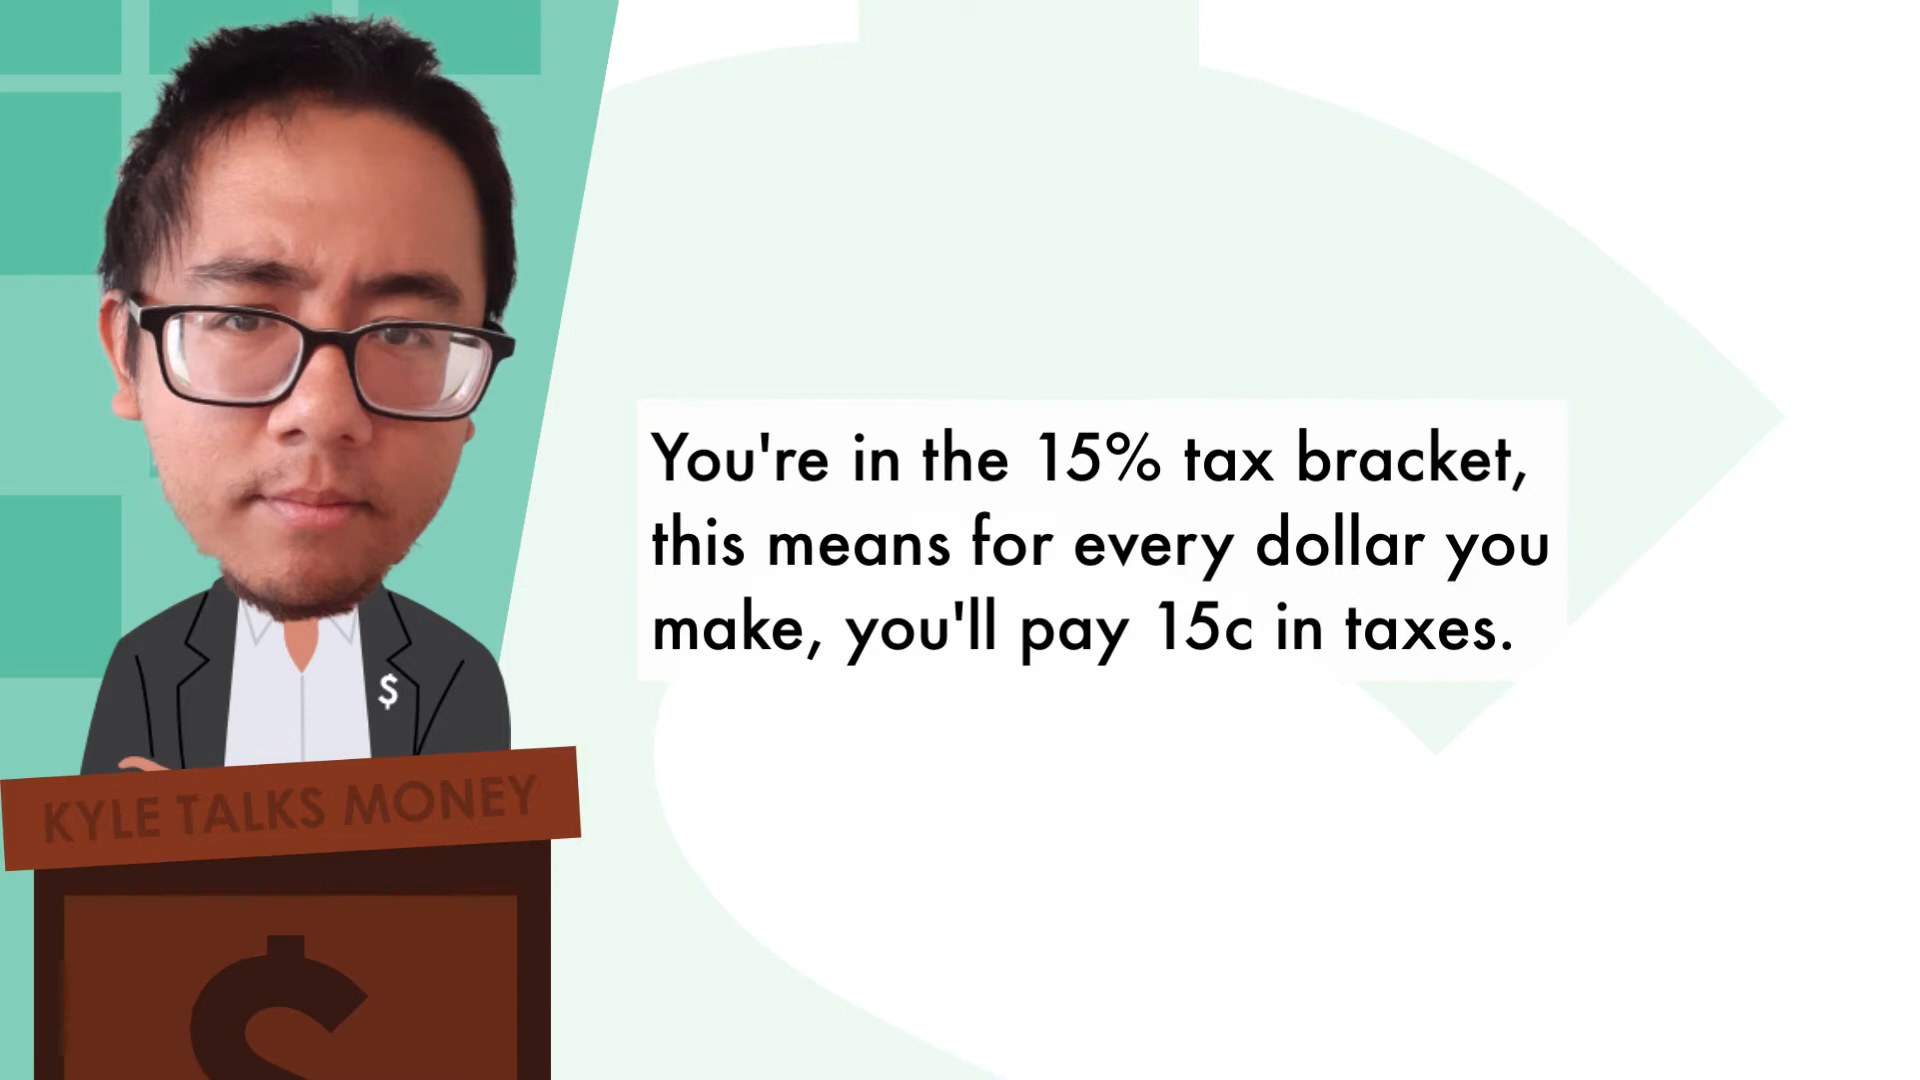 You're in the 15% tax bracket,
this means for every dollar you
make, you'll pay 15c in taxes.
$
KYLE TALKS MONEY
$